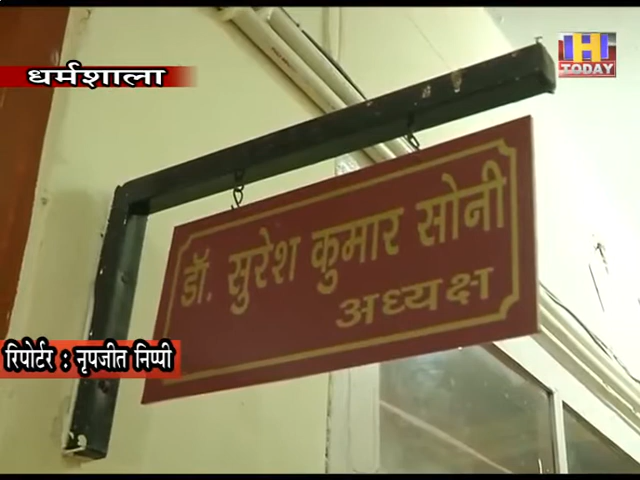 धर्मशाला
H
TODAY
डॉ. सुरेश कुमार सोनी
अध्यक्ष
रिपोर्टर : नृपजीत निप्पी